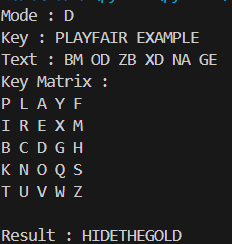 Mode : D
Key : PLAYFAIR EXAMPLE
Text : BM OD ZB XD NA GE
Key Matrix :
P L A Y F
I R E X M
B C D G H
K N O Q S
T U V W Z
Result : HIDETHEGOLD